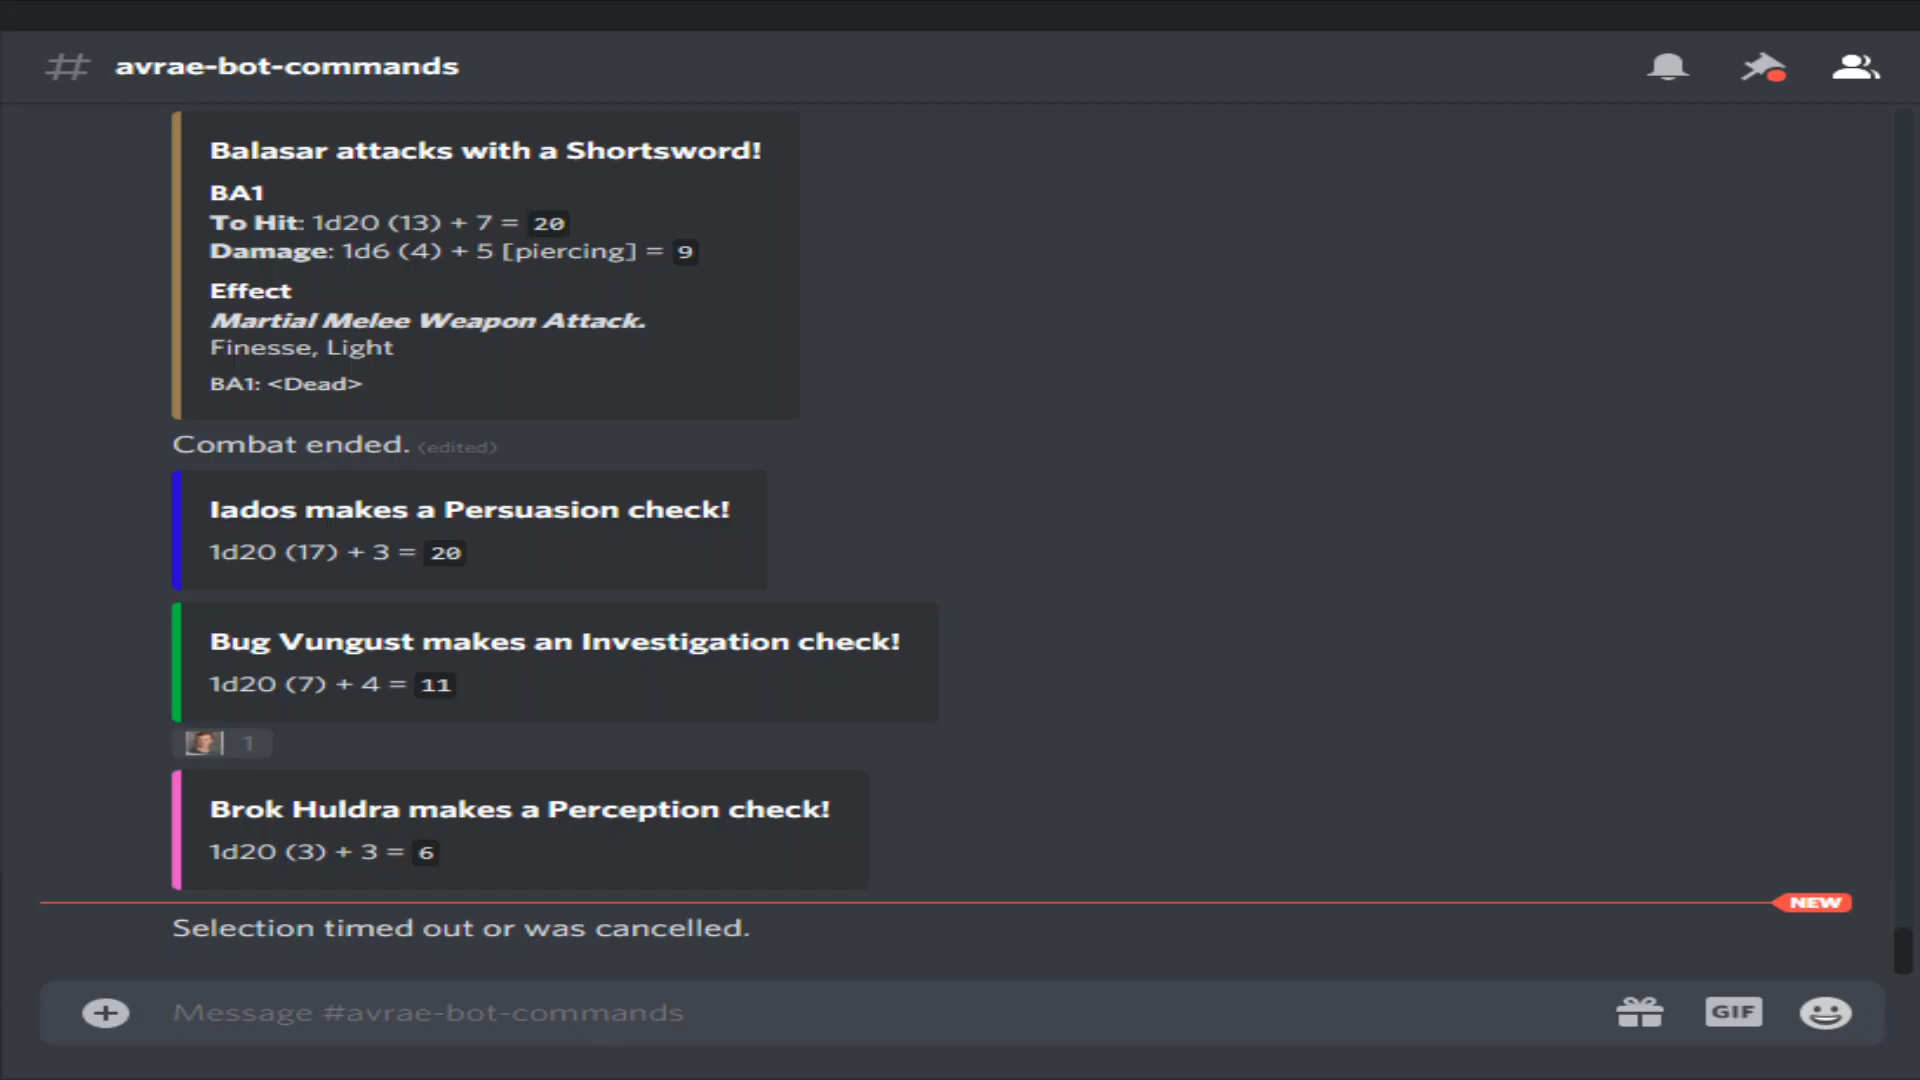 # avrae-bot-commands
Balasar attacks with a Shortsword!
BA1
To Hit: 1d20 (13) + 7 = 20
Damage: 1d6 (4) + 5 [piercing] = 9
Effect
Martial Melee Weapon Attack.
Finesse, Light
BA1: <Dead>
Combat ended. (edited)
Iados makes a Persuasion check!
1d20 (17) + 3 = 20
Bug Vungust makes an Investigation check!
1d20 (7) + 4 = 11
1
Brok Huldra makes a Perception check!
1d20 (3) + 3 = 6
NEW
Selection timed out or was cancelled.
Message #avrae-bot-commands
GIF